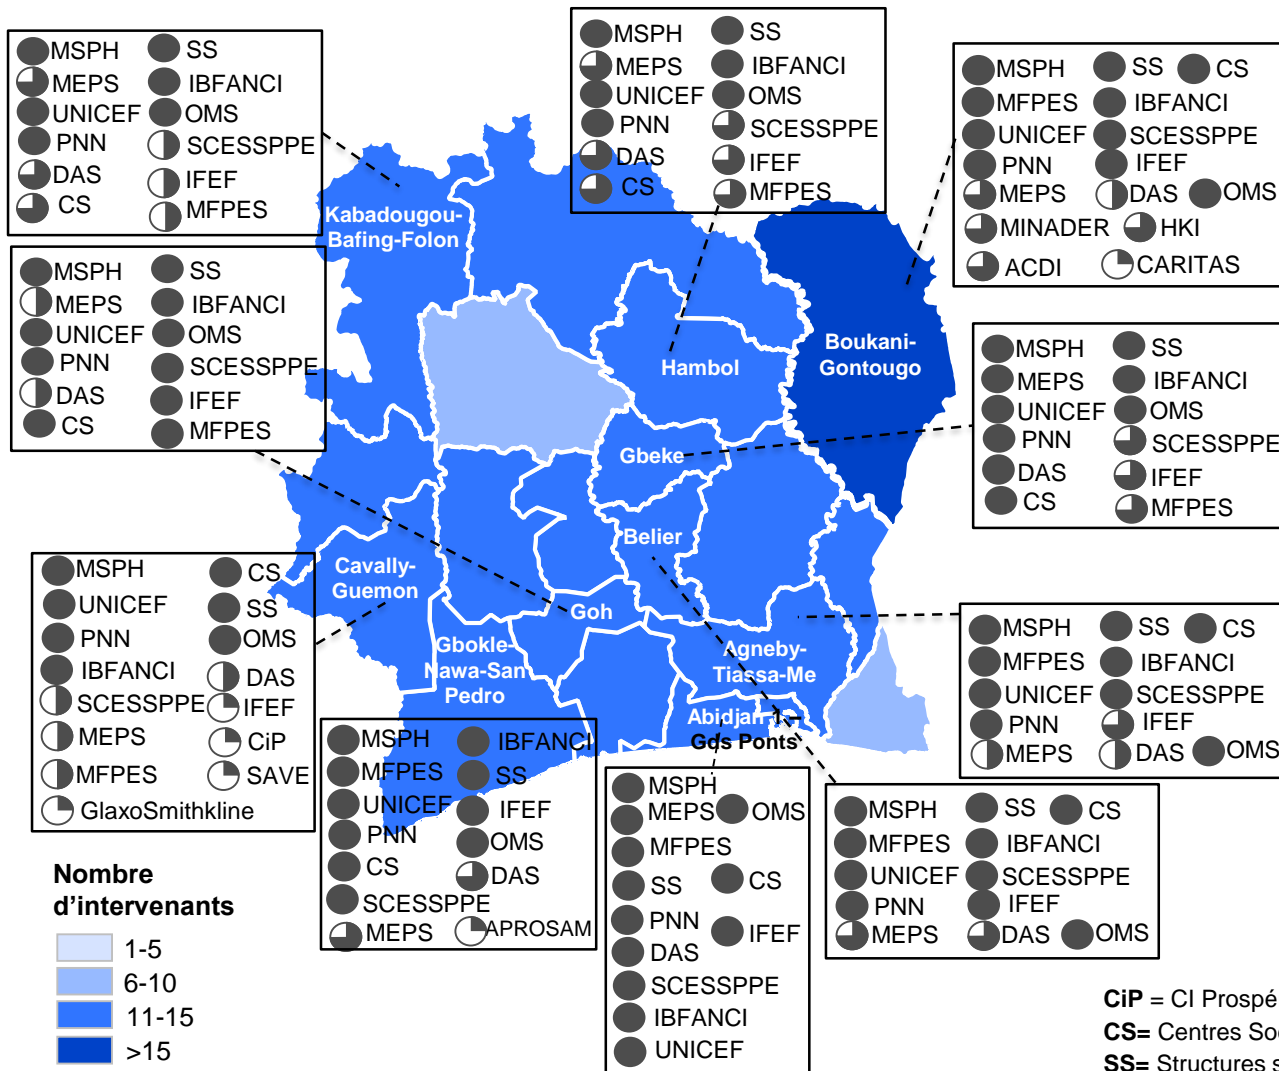 MSPH
MEPS
UNICEF
PNN
DAS
CS
SS
IBFANCI
OMS
SCESSPPE
IFEF
MFPES
MSPH
MEPS
UNICEF
PNN
DAS
CS
SS
IBFANCI
OMS
SCESSPPE
IFEF
MFPES
MSPH
SS
CS
MFPES
IBFANCI
UNICEF
SCESSPPE
PNN
IFEF
MEPS
DAS
OMS
MINADER
HKI
ACDI
CARITAS
MSPH
MEPS
UNICEF
PNN
DAS
CS
SS
IBFANCI
OMS
SCESSPPE
IFEF
MFPES
MSPH
MEPS
UNICEF
PNN
DAS
CS
SS
IBFANCI
OMS
SCESSPPE
IFEF
MFPES
Kabadougou-
Bafing-Folon
Hambol
Boukani-
Gontougo
Gbeke
Belier
Cavally-
Guemon
Goh
Gbokle-
Nawa-San
Pedro
Agneby-
Tiassa-Me
Abidjan 1-
Gds Ponts
MSPH
UNICEF
PNN
IBFANCI
SCESSPPE
MEPS
MFPES
GlaxoSmithkline
CS
SS
OMS
DAS
IFEF
CiP
SAVE
MSPH
SS
CS
MFPES
IBFANCI
UNICEF
SCESSPPE
PNN
IFEF
MEPS
DAS
OMS
MSPH
MFPES
UNICEF
PNN
CS
SCESSPPE
MEPS
IBFANCI
SS
IFEF
OMS
DAS
APROSAM
MSPH
MEPS
MFPES
SS
PNN
DAS
SCESSPPE
IBFANCI
UNICEF
OMS
CS
IFEF
MSPH
SS
CS
MFPES
IBFANCI
UNICEF
SCESSPPE
PNN
IFEF
MEPS
DAS
OMS
Nombre
d'intervenants
1-5
6-10
11-15
>15
CiP = CI Prospé
CS= Centres Soc
SS= Structures s